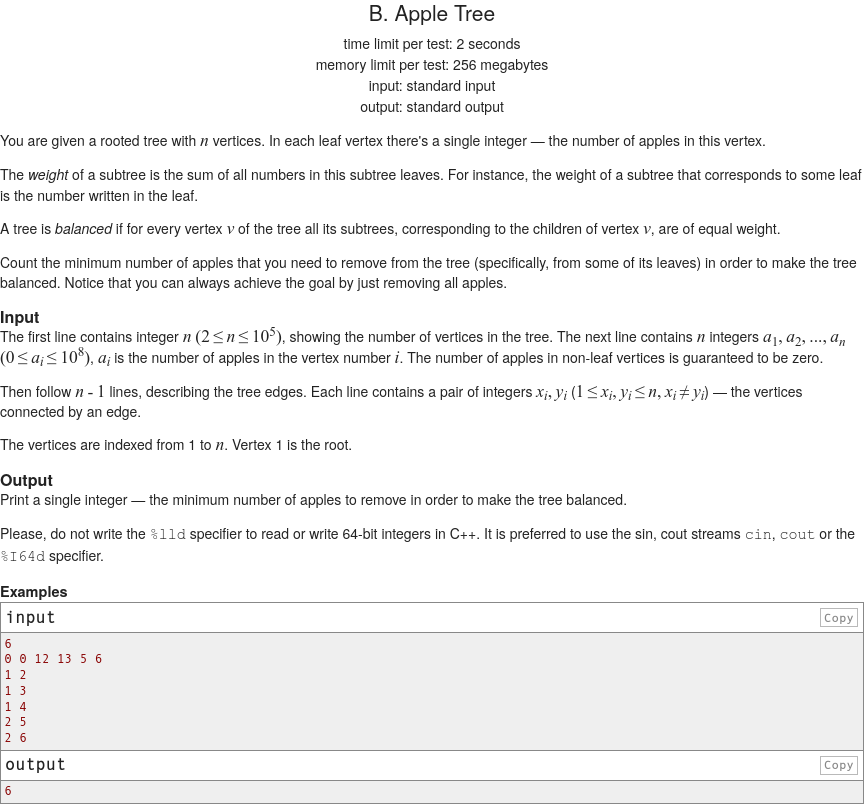 B. Apple Tree
time limit per test: 2 seconds
memory limit per test: 256 megabytes
input: standard input
output: standard output
You are given a rooted tree with n vertices. In each leaf vertex there's a single integer — the number of apples in this vertex.
The weight of a subtree is the sum of all numbers in this subtree leaves. For instance, the weight of a subtree that corresponds to some leaf
is the number written in the leaf.
A tree is balanced if for every vertex v of the tree all its subtrees, corresponding to the children of vertex v, are of equal weight.
Count the minimum number of apples that you need to remove from the tree (specifically, from some of its leaves) in order to make the tree
balanced. Notice that you can always achieve the goal by just removing all apples.
Input
The first line contains integer n (2 ≤ n ≤ 10^5), showing the number of vertices in the tree. The next line contains n integers a_1, a_2, ..., a_n
(0 ≤ a_i ≤ 10^8), a_i is the number of apples in the vertex number i. The number of apples in non-leaf vertices is guaranteed to be zero.
Then follow n - 1 lines, describing the tree edges. Each line contains a pair of integers x_i, y_i (1 ≤ x_i, y_i ≤ n, x_i ≠ y_i) — the vertices
connected by an edge.
The vertices are indexed from 1 to n. Vertex 1 is the root.
Output
Print a single integer — the minimum number of apples to remove in order to make the tree balanced.
Please, do not write the %lld specifier to read or write 64-bit integers in C++. It is preferred to use the sin, cout streams cin, cout or the
%I64d specifier.
Examples
input Copy
6
0 0 12 13 5 6
1 2
1 3
1 4
2 5
2 6
output Copy
6